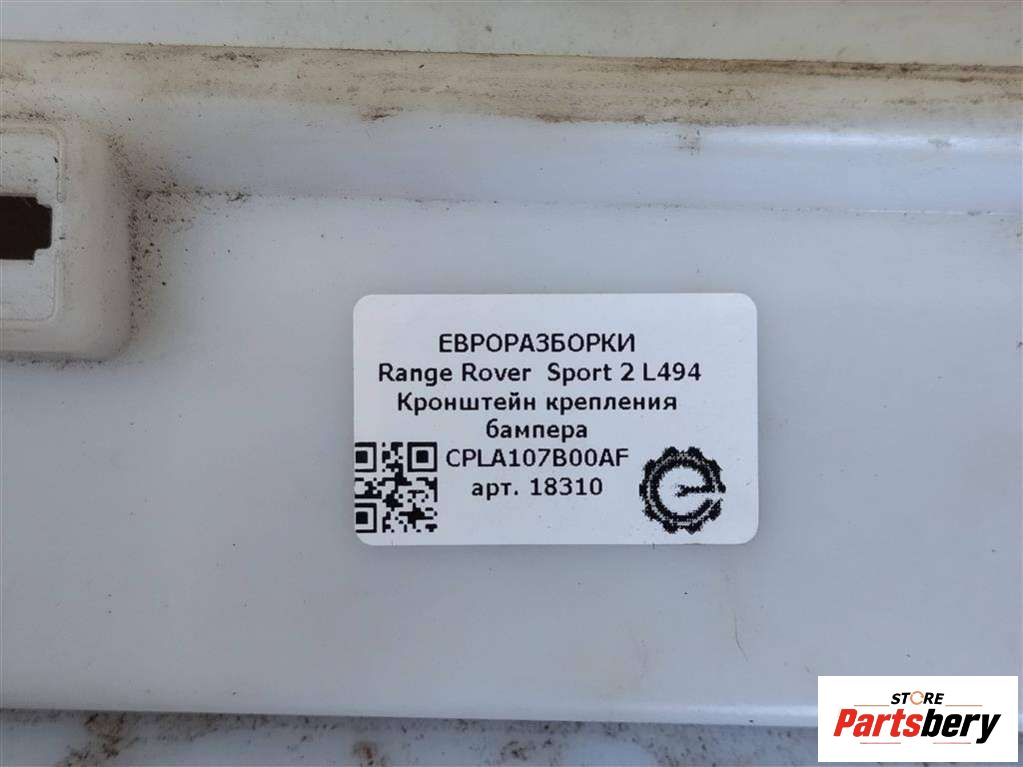 ЕВРОРАЗБОРКИ
Range Rover Sport 2 L494
Кронштейн крепления
бампера
CPLA107B00AF
арт. 18310
STORE
Partsbery